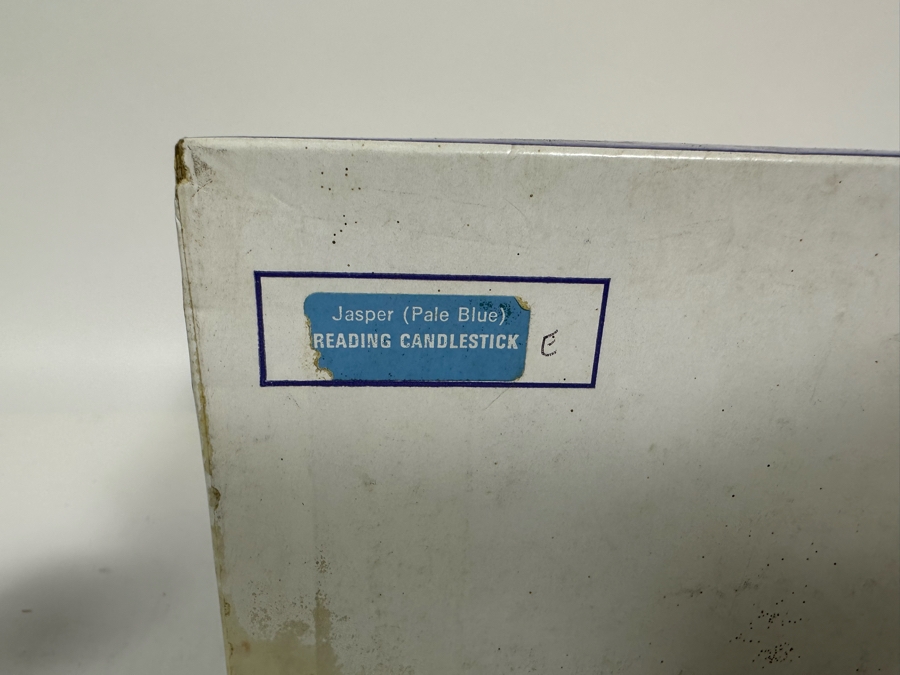 Jasper (Pale Blue)
READING CANDLESTICK
E